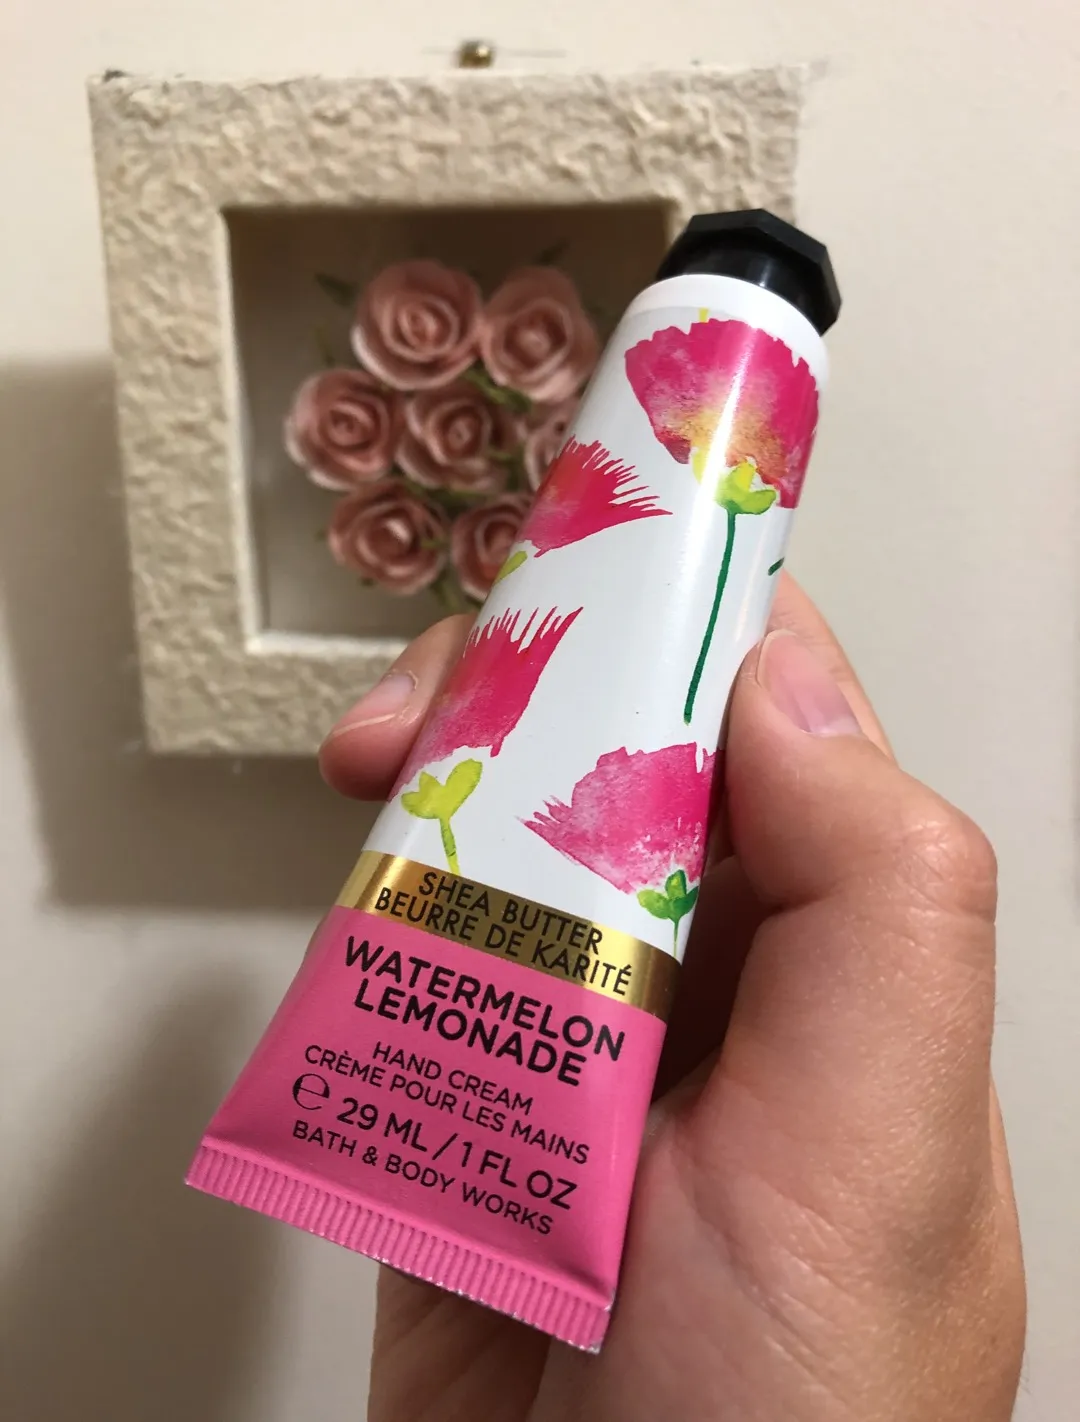 SHEA BUTTER
BEURRE DE KARITÉ
WATERMELON
LEMONADE
HAND CREAM
CRÈME POUR LES MAINS
℮ 29 ML / 1 FL OZ
BATH & BODY WORKS